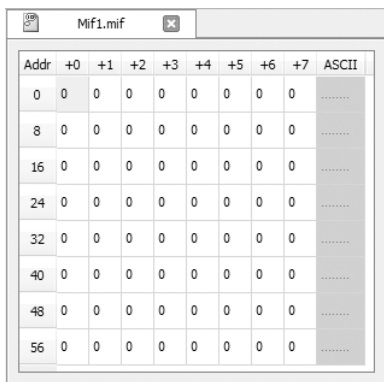 Mif1.mif
Addr +0 +1 +2 +3 +4 +5 +6 +7 ASCII
0 0 0 0 0 0 0 0 0 ........
8 0 0 0 0 0 0 0 0 ........
16 0 0 0 0 0 0 0 0 ........
24 0 0 0 0 0 0 0 0 ........
32 0 0 0 0 0 0 0 0 ........
40 0 0 0 0 0 0 0 0 ........
48 0 0 0 0 0 0 0 0 ........
56 0 0 0 0 0 0 0 0 ........